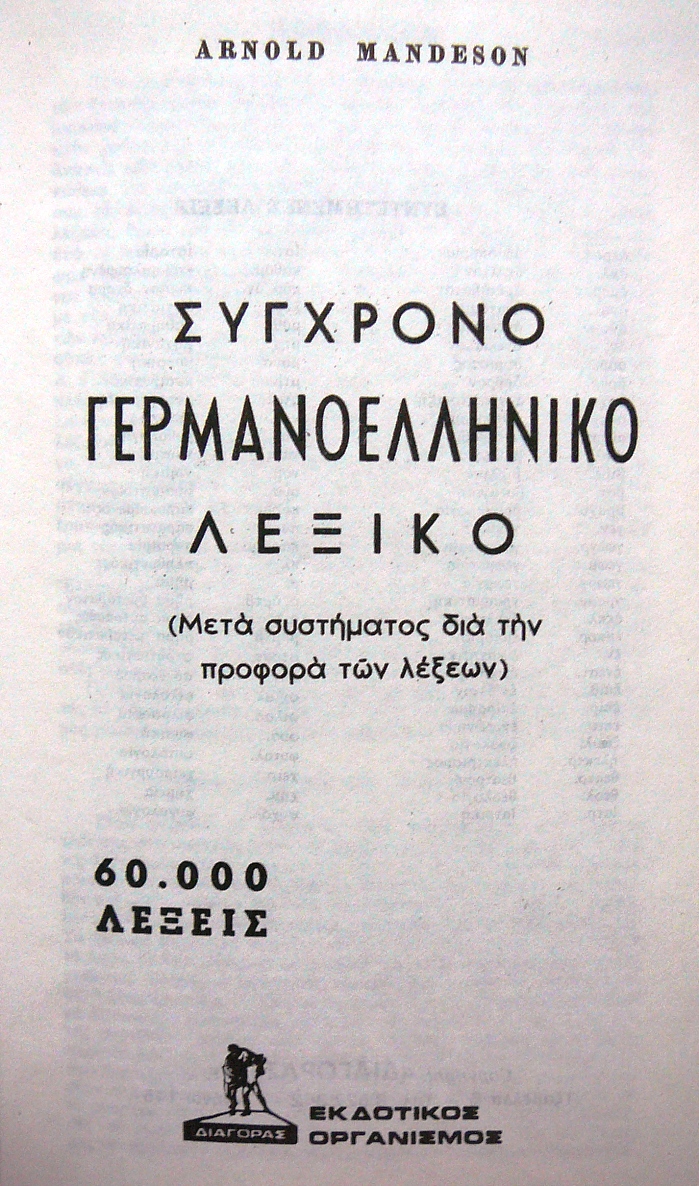 ARNOLD MANDESON
ΣΥΓΧΡΟΝΟ
ΓΕΡΜΑΝΟΕΛΛΗΝΙΚΟ
ΛΕΞΙΚΟ
(Μετὰ συστήματος διὰ τὴν
προφορὰ τῶν λέξεων)
60.000
ΛΕΞΕΙΣ
ΔΙΑΓΟΡΑΣ
ΕΚΔΟΤΙΚΟΣ
ΟΡΓΑΝΙΣΜΟΣ